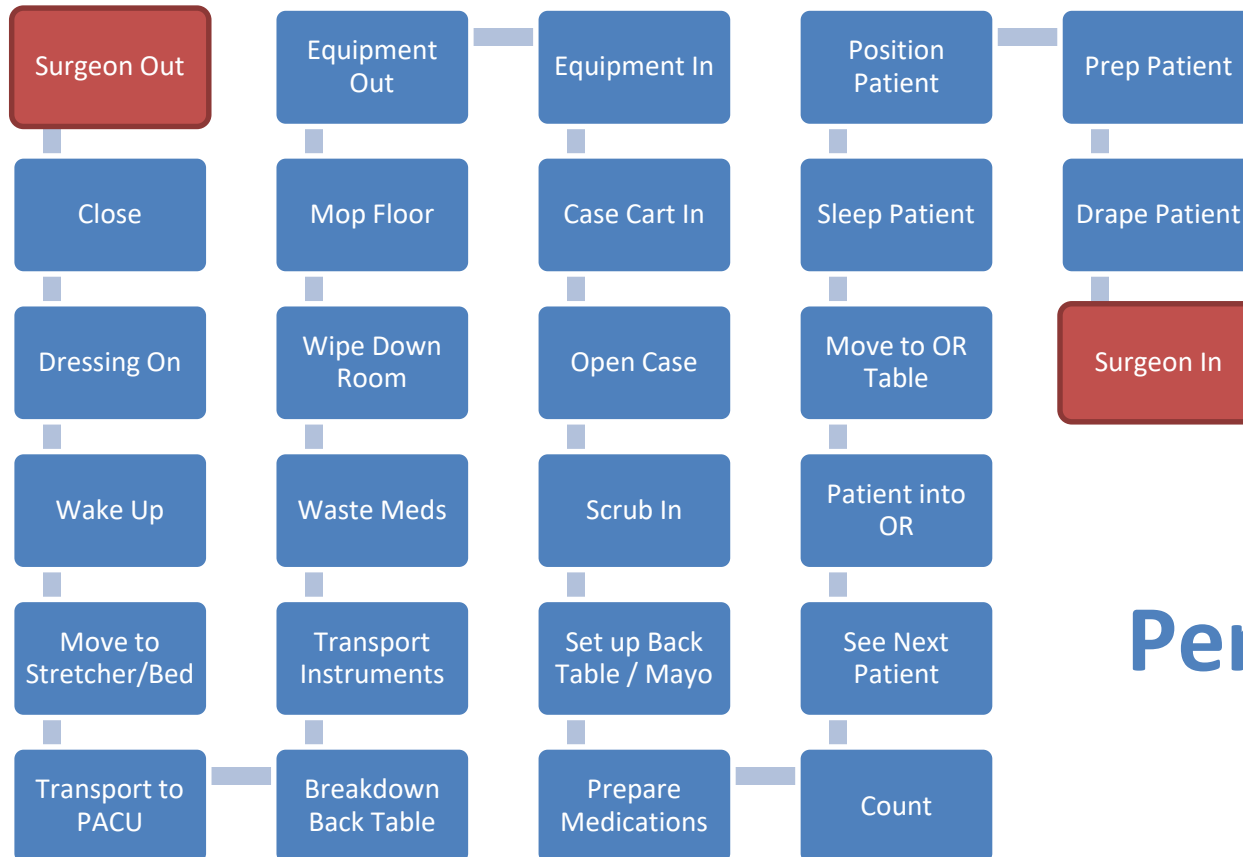 Surgeon Out
Close
Dressing On
Wake Up
Move to
Stretcher/Bed
Transport to
PACU
Breakdown
Back Table
Transport
Instruments
Waste Meds
Wipe Down
Room
Mop Floor
Equipment
Out
Equipment In
Case Cart In
Open Case
Scrub In
Set up Back
Table / Mayo
Prepare
Medications
Count
See Next
Patient
Patient into
OR
Move to OR
Table
Sleep Patient
Position
Patient
Prep Patient
Drape Patient
Surgeon In